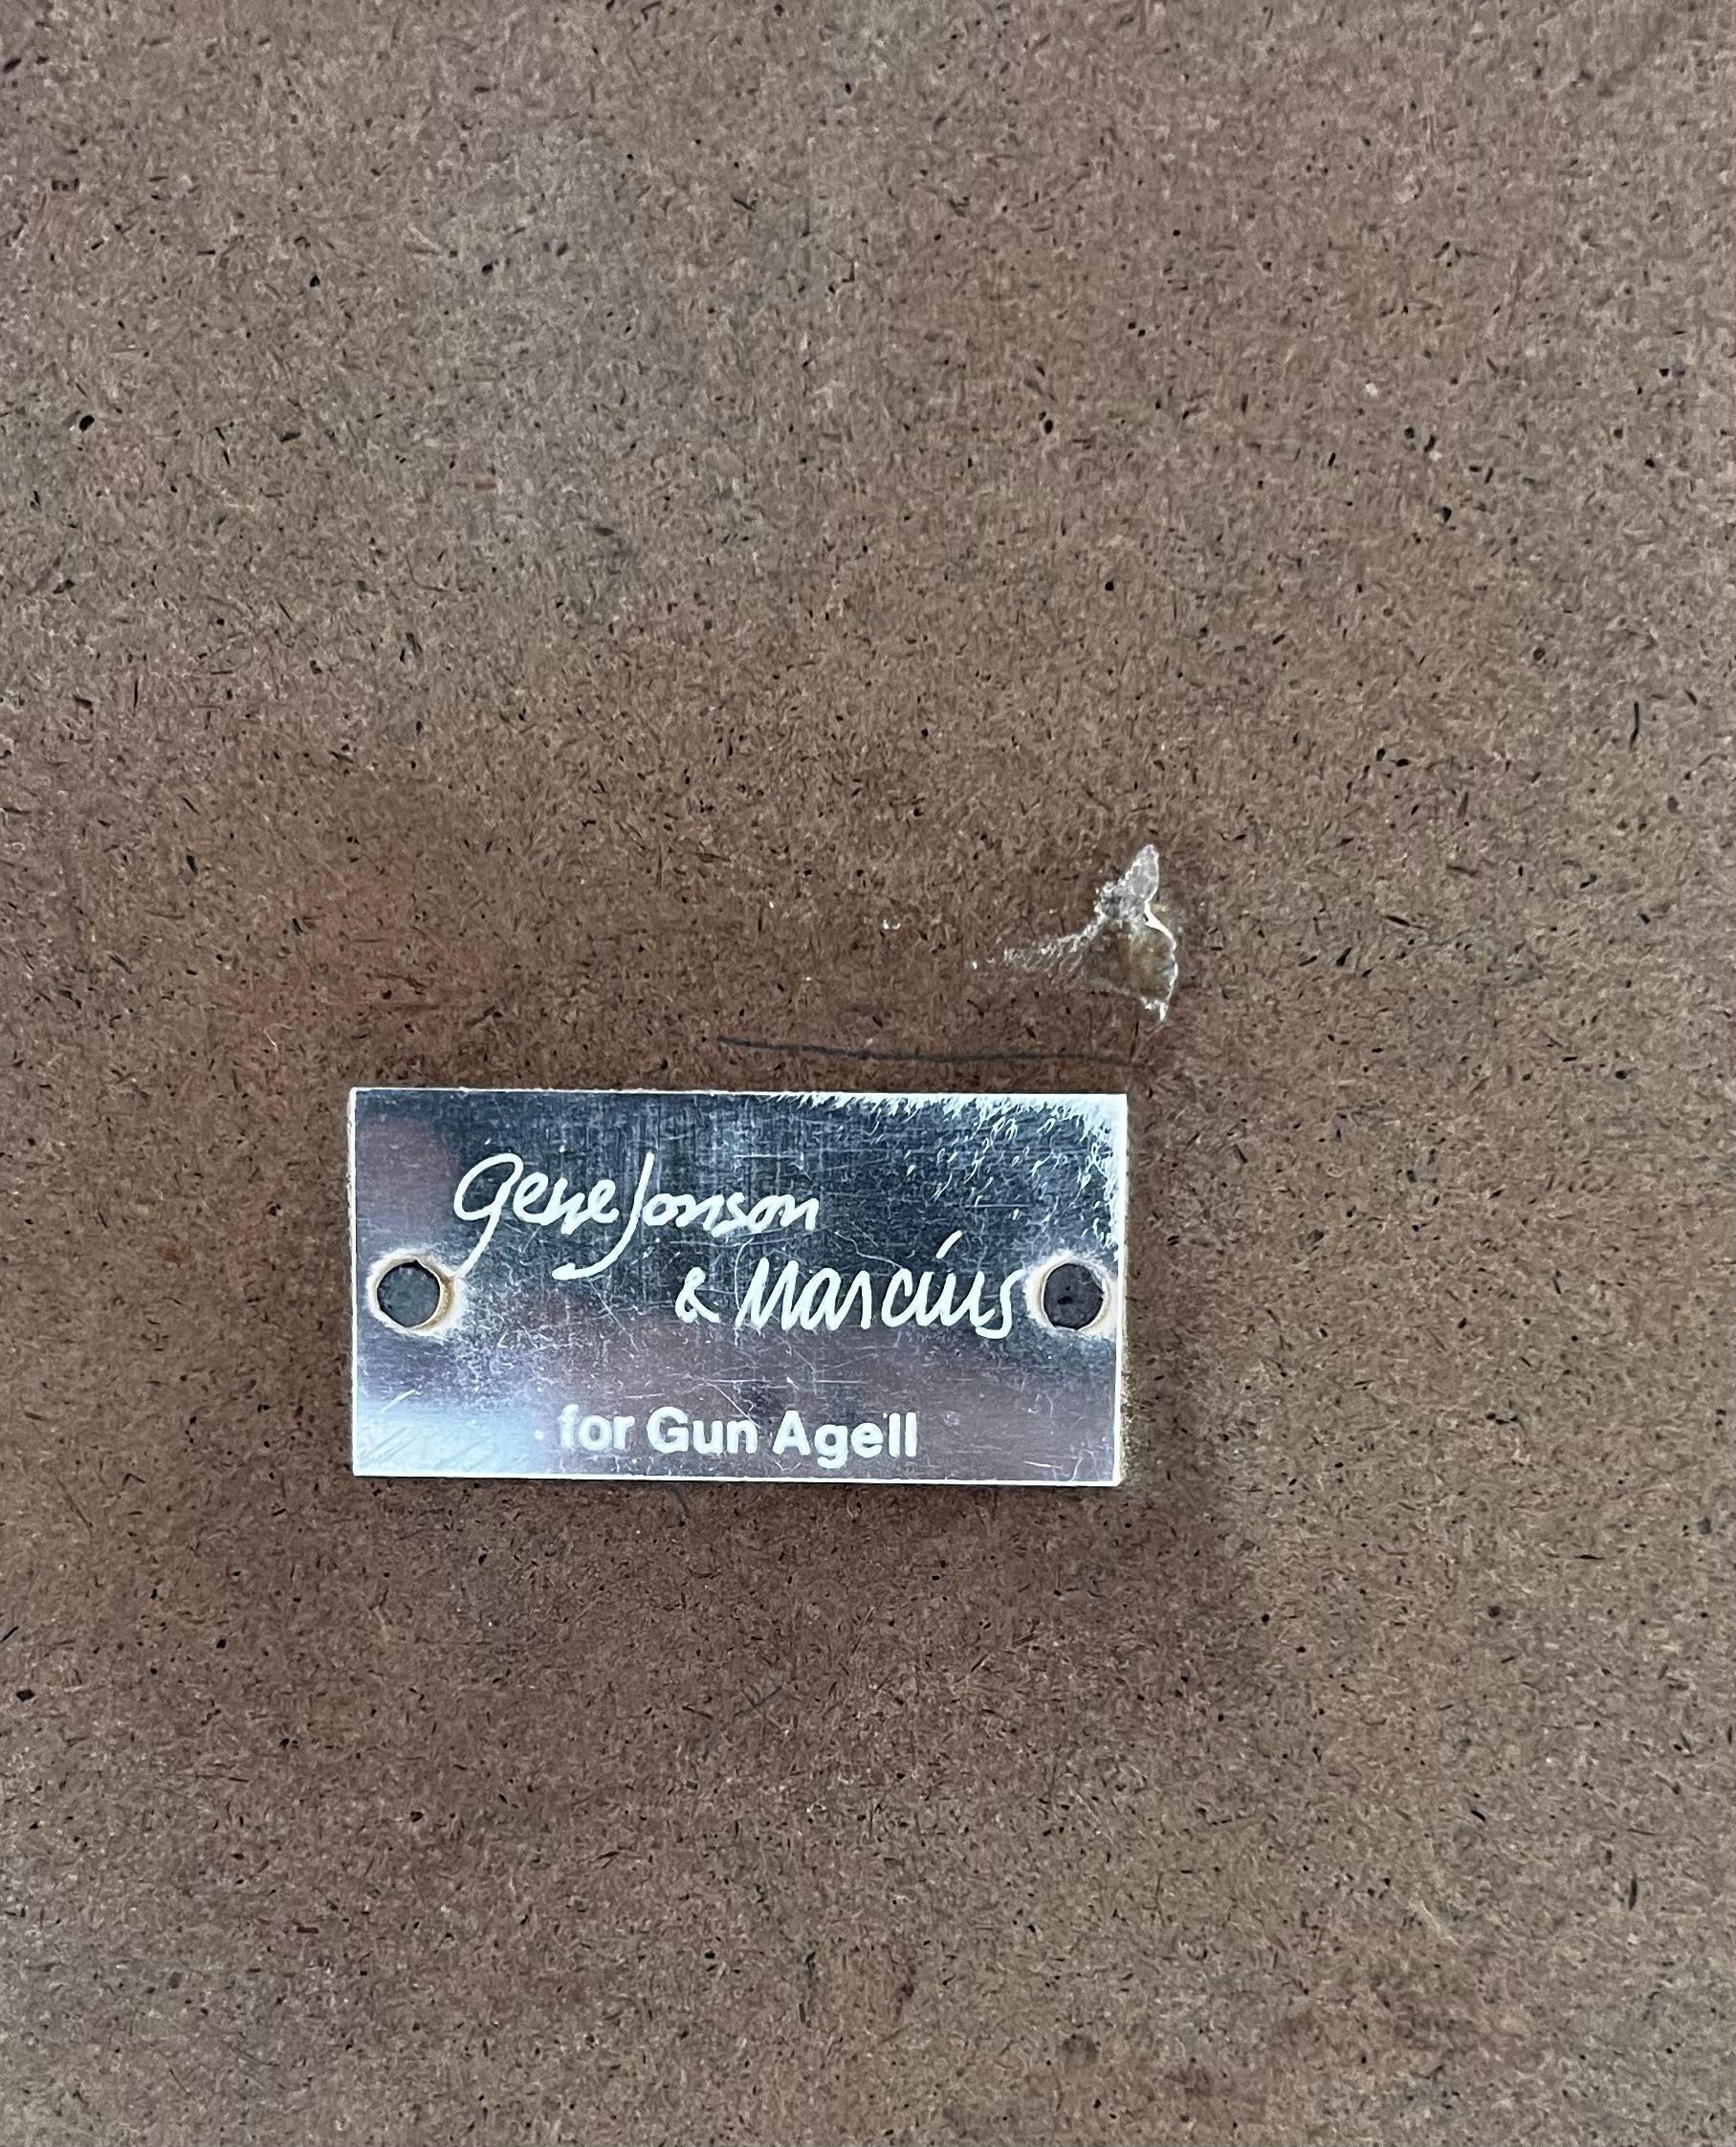 Gene Jonson
& Marcius
for Gun Agell